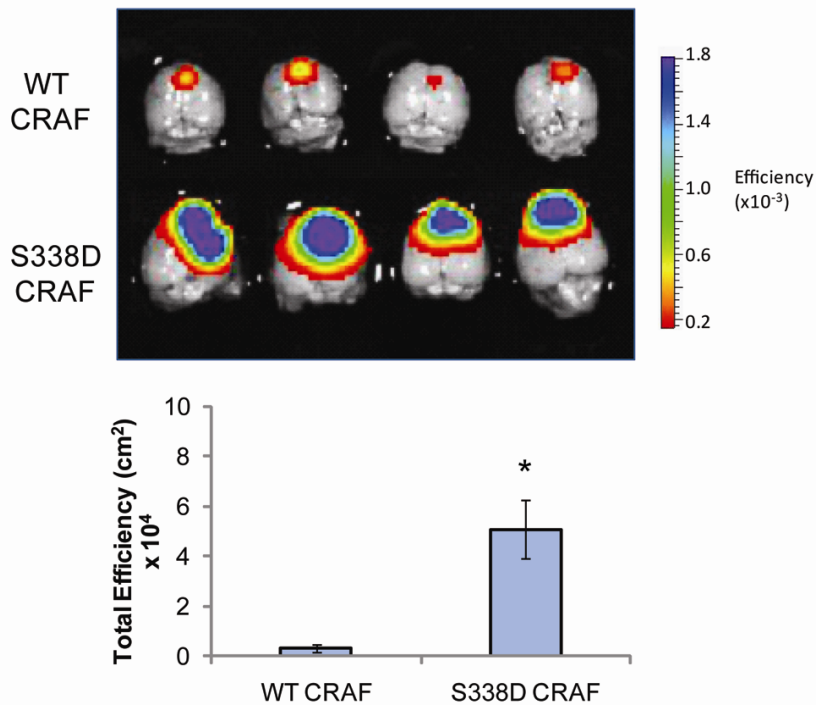 WT
CRAF
S338D
CRAF
1.8
1.4
1.0
0.6
0.2
Efficiency
(x10⁻³)
Total Efficiency (cm²)
x 10⁴
10
8
6
4
2
0
*
WT CRAF
S338D CRAF